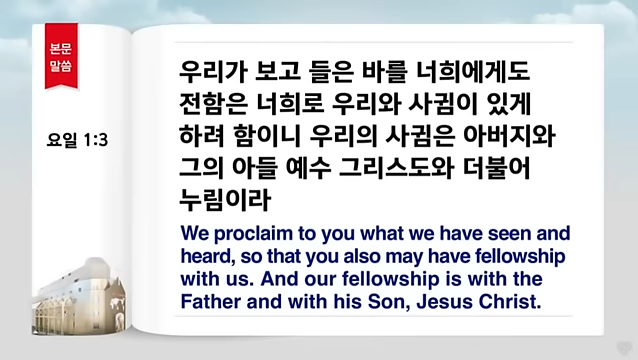 본문
말씀
요일 1:3
우리가 보고 들은 바를 너희에게도
전함은 너희로 우리와 사귐이 있게
하려 함이니 우리의 사귐은 아버지와
그의 아들 예수 그리스도와 더불어
누림이라
We proclaim to you what we have seen and
heard, so that you also may have fellowship
with us. And our fellowship is with the
Father and with his Son, Jesus Christ.